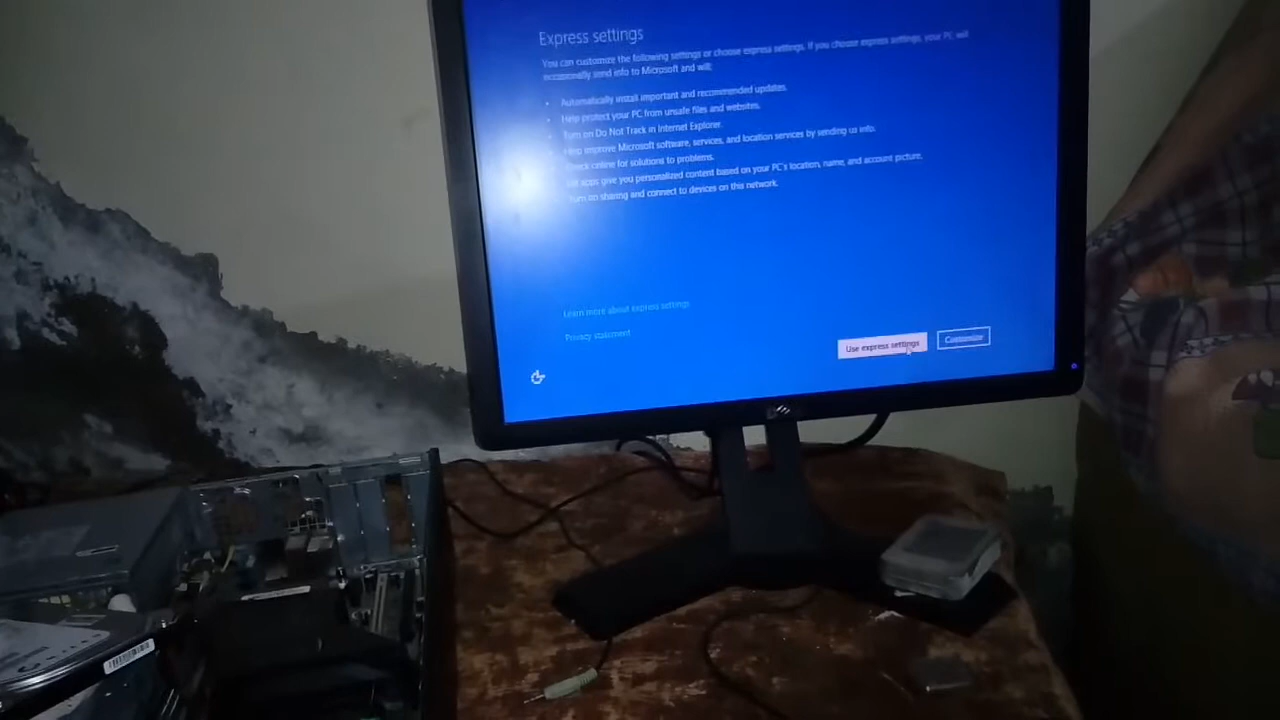 Express settings
You can customize the following settings or choose express settings. If you choose express settings, your PC will
occasionally send info to Microsoft and will:
Automatically install important and recommended updates.
Help protect your PC from unsafe files and websites.
Turn on Do Not Track in Internet Explorer.
Help improve Microsoft software, services, and location services by sending us info.
Check online for solutions to problems.
Let apps give you personalized content based on your PC's location, name, and account picture.
Turn on sharing and connect to devices on this network.
Learn more about express settings
Privacy statement
Use express settings
Customize
DELL